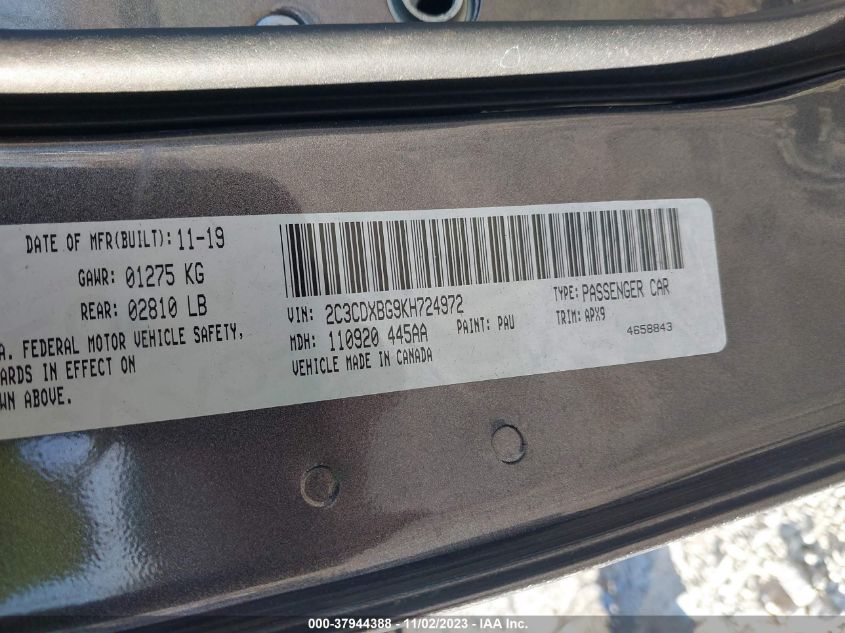 DATE OF MFR(BUILT): 11-19
GAWR: 01275 KG
REAR: 02810 LB
A. FEDERAL MOTOR VEHICLE SAFETY,
ARDS IN EFFECT ON
WN ABOVE.
VIN: 2C3CDXBG9KH724972
MDH: 110920 445AA
PAINT: PAU
VEHICLE MADE IN CANADA
TYPE: PASSENGER CAR
TRIM: APX9
4658843
000-37944388 - 11/02/2023 - IAA Inc.